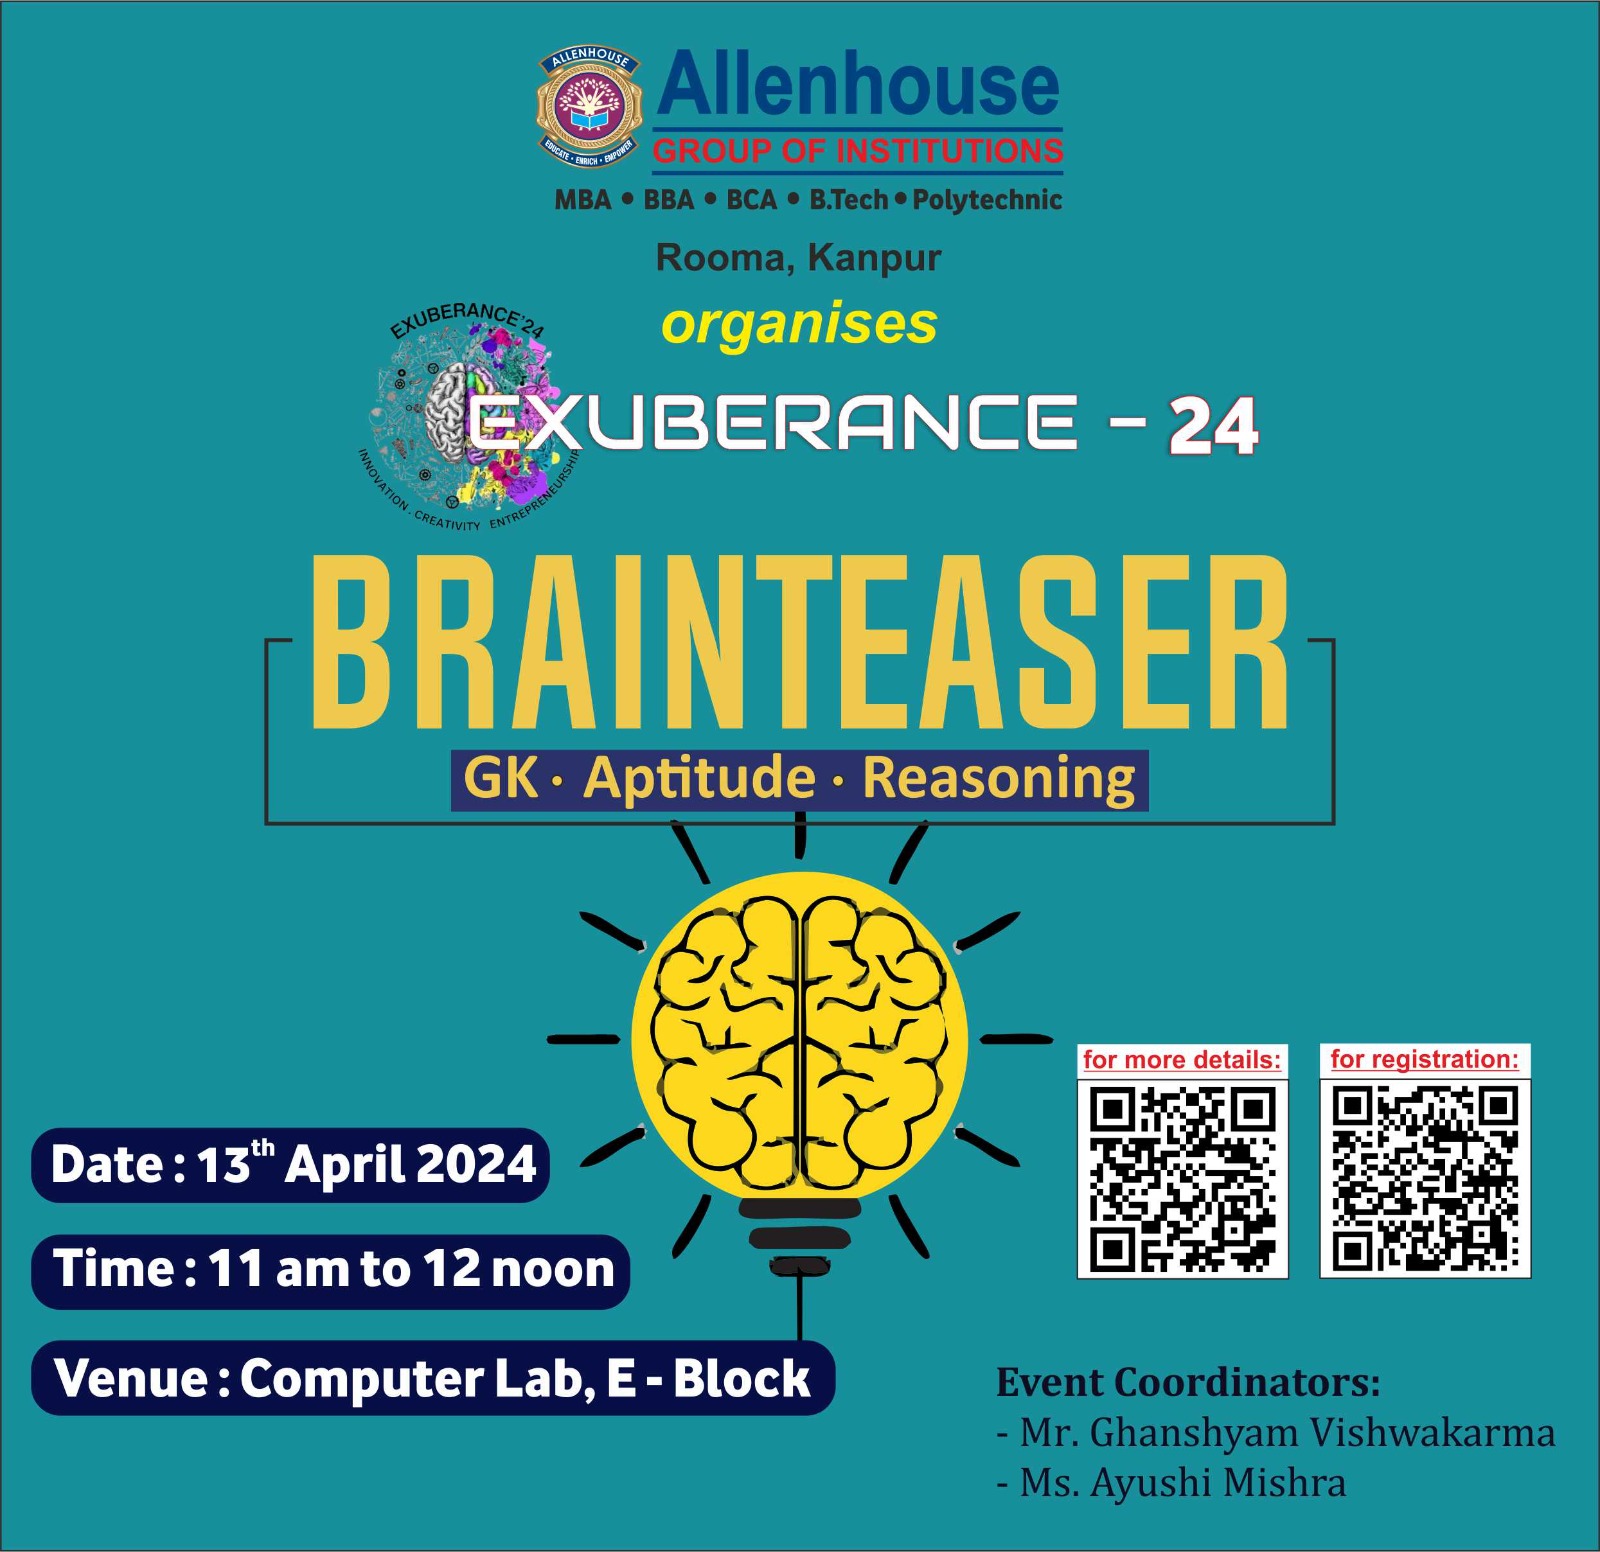 ALLENHOUSE
EDUCATE • ENRICH • EMPOWER
Allenhouse
GROUP OF INSTITUTIONS
MBA • BBA • BCA • B.Tech • Polytechnic
Rooma, Kanpur
organises
EXUBERANCE'24
INNOVATION . CREATIVITY ENTREPRENEURSHIP
EXUBERANCE - 24
BRAINTEASER
GK · Aptitude · Reasoning
for more details:
for registration:
Date : 13th April 2024
Time : 11 am to 12 noon
Venue : Computer Lab, E - Block
Event Coordinators:
- Mr. Ghanshyam Vishwakarma
- Ms. Ayushi Mishra